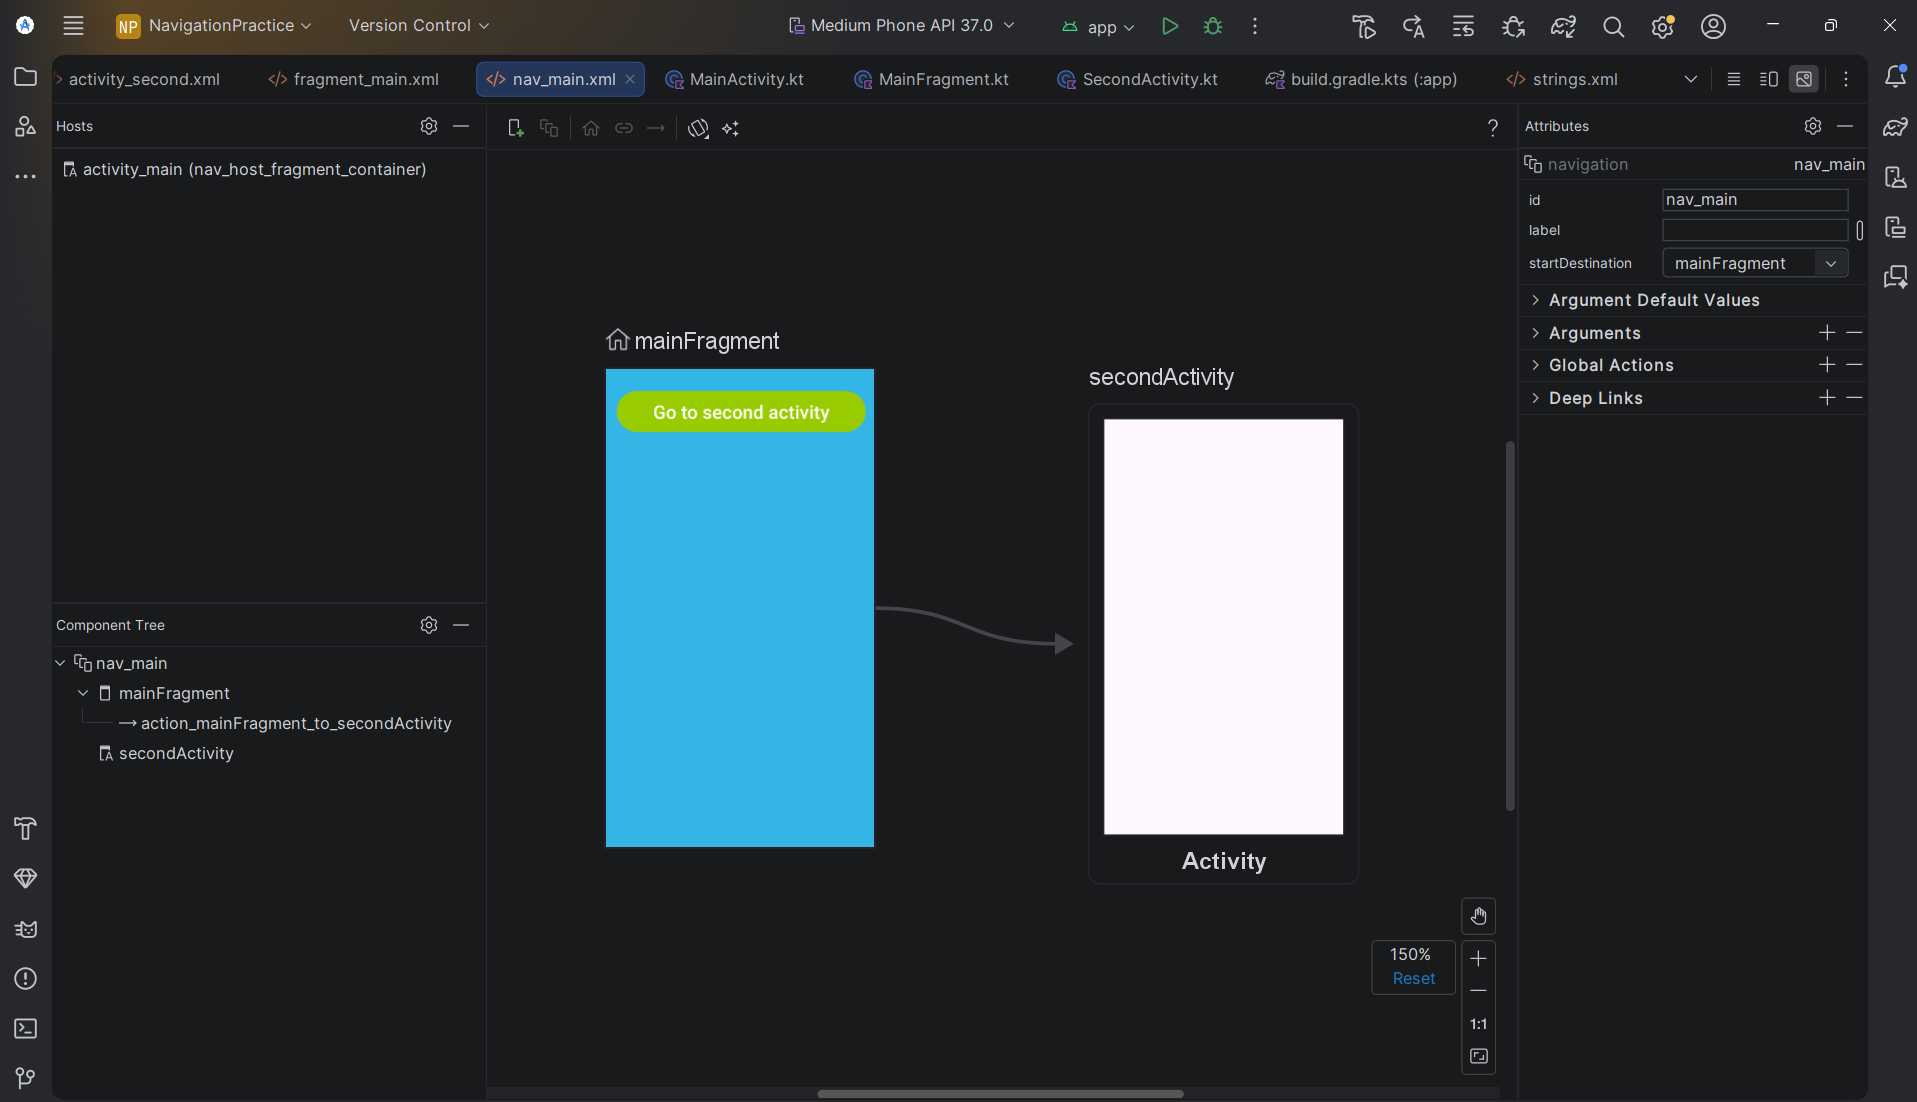 NP NavigationPractice Version Control Medium Phone API 37.0 app
activity_second.xml fragment_main.xml nav_main.xml MainActivity.kt MainFragment.kt SecondActivity.kt build.gradle.kts (:app) strings.xml
Hosts
activity_main (nav_host_fragment_container)
Component Tree
nav_main
mainFragment
action_mainFragment_to_secondActivity
secondActivity
?
mainFragment
Go to second activity
secondActivity
Activity
150%
Reset
1:1
Attributes
navigation nav_main
id nav_main
label
startDestination mainFragment
Argument Default Values
Arguments
Global Actions
Deep Links